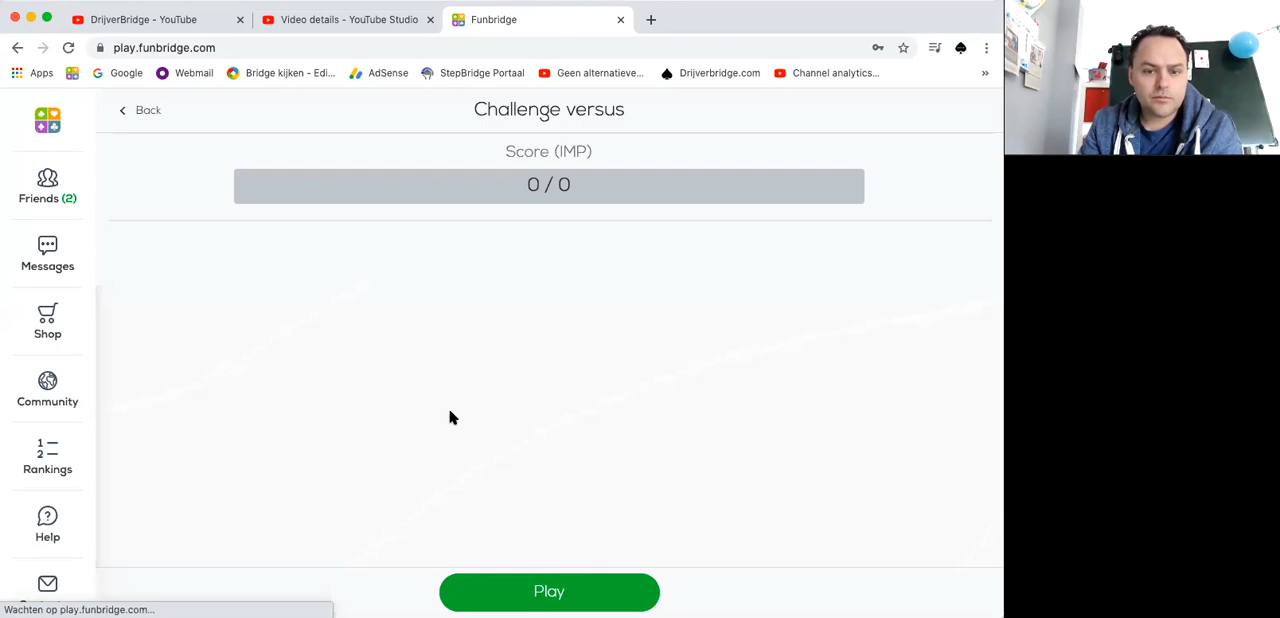 DrijverBridge - YouTube
Video details - YouTube Studio
Funbridge
play.funbridge.com
Apps
Google
Webmail
Bridge kijken - Edi...
AdSense
StepBridge Portaal
Geen alternatieve...
Drijverbridge.com
Channel analytics...
»
Back
Challenge versus
Score (IMP)
0 / 0
Friends (2)
Messages
Shop
Community
1
2
Rankings
Help
Play
Wachten op play.funbridge.com...